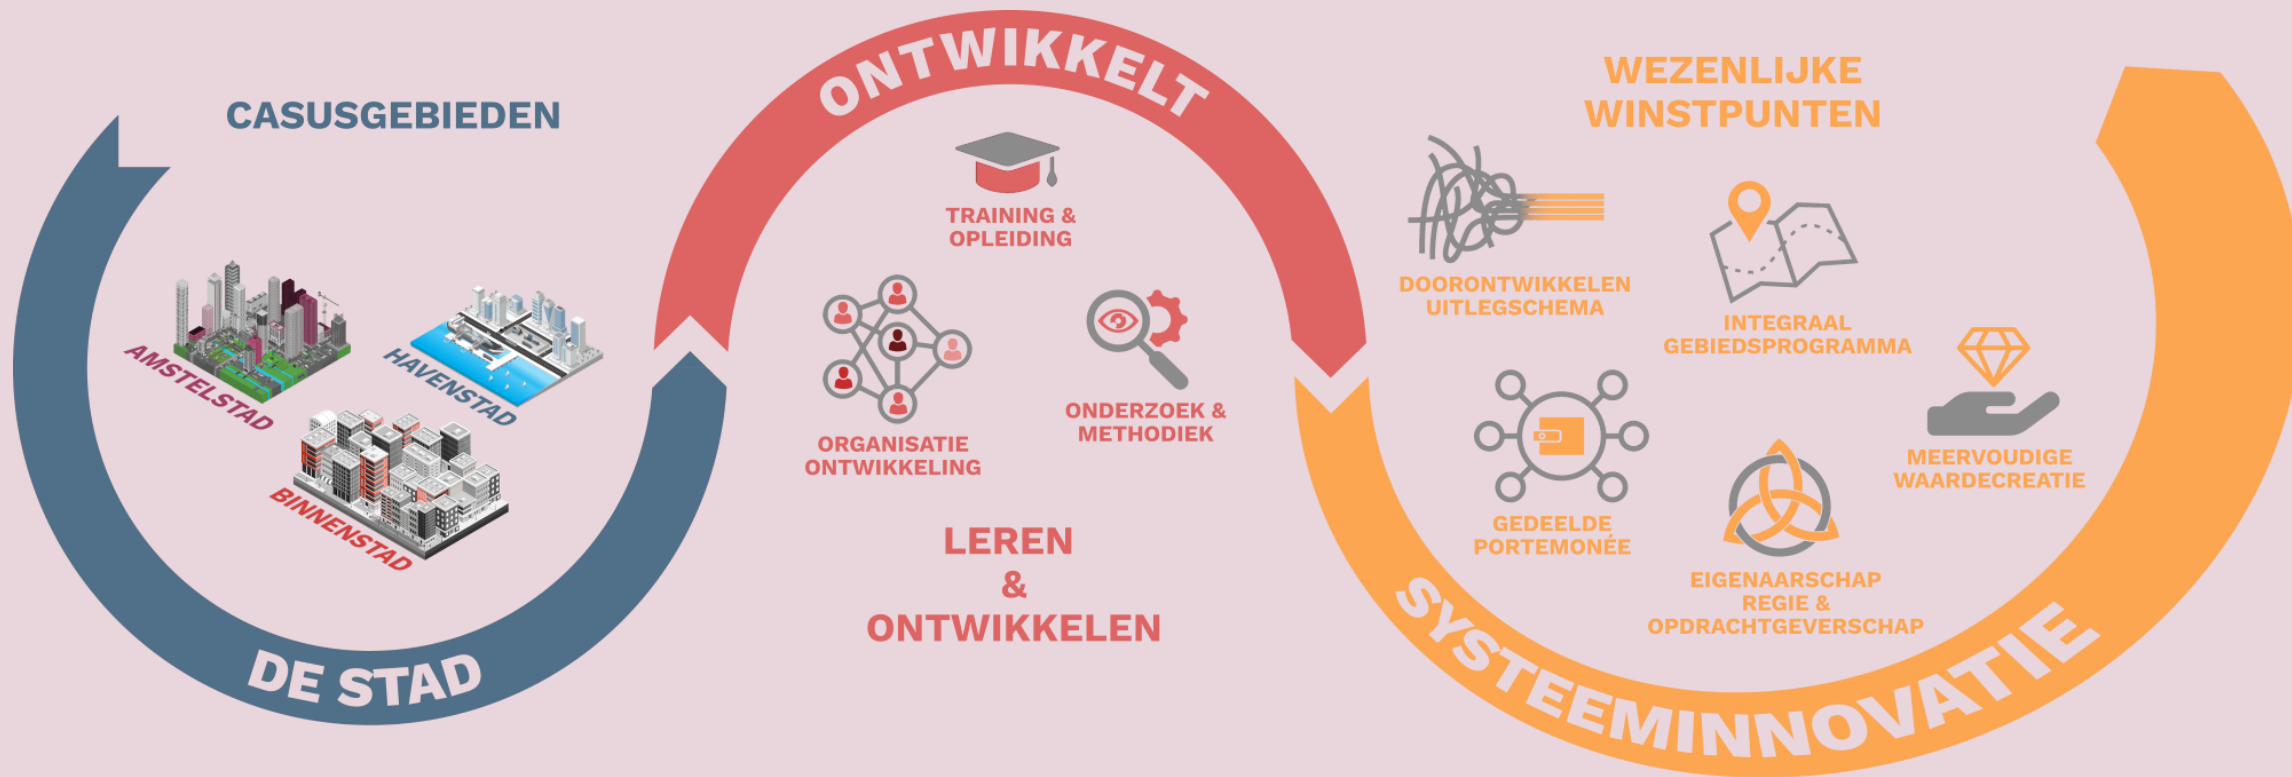 CASUSGEBIEDEN
AMSTELSTAD
HAVENSTAD
BINNENSTAD
DE STAD
ONTWIKKELT
TRAINING &
OPLEIDING
ORGANISATIE
ONTWIKKELING
ONDERZOEK &
METHODIEK
LEREN
&
ONTWIKKELEN
WEZENLIJKE
WINSTPUNTEN
DOORONTWIKKELEN
UITLEGSCHEMA
INTEGRAAL
GEBIEDSPROGRAMMA
GEDEELDE
PORTEMONÉE
EIGENAARSCHAP
REGIE &
OPDRACHTGEVERSCHAP
MEERVOUDIGE
WAARDECREATIE
SYSTEEMINNOVATIE